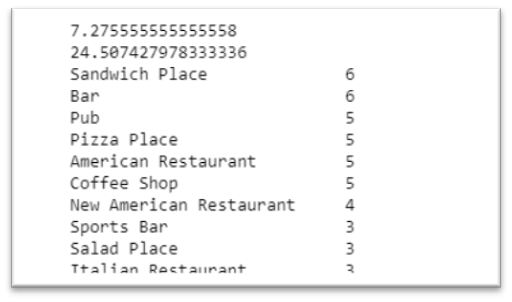 7.275555555555558
24.507427978333336
Sandwich Place 6
Bar 6
Pub 5
Pizza Place 5
American Restaurant 5
Coffee Shop 5
New American Restaurant 4
Sports Bar 3
Salad Place 3
Italian Restaurant 3